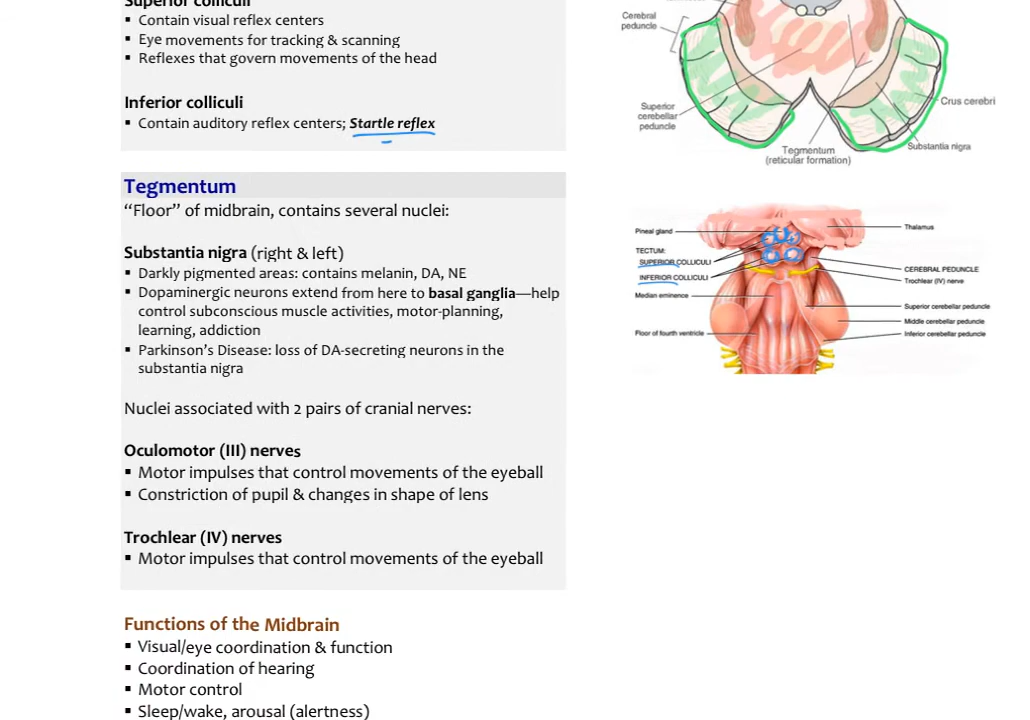 Superior colliculi
▪ Contain visual reflex centers
▪ Eye movements for tracking & scanning
▪ Reflexes that govern movements of the head
Inferior colliculi
▪ Contain auditory reflex centers; Startle reflex
Tegmentum
“Floor” of midbrain, contains several nuclei:
Substantia nigra (right & left)
▪ Darkly pigmented areas: contains melanin, DA, NE
▪ Dopaminergic neurons extend from here to basal ganglia—help
control subconscious muscle activities, motor-planning,
learning, addiction
▪ Parkinson’s Disease: loss of DA-secreting neurons in the
substantia nigra
Nuclei associated with 2 pairs of cranial nerves:
Oculomotor (III) nerves
▪ Motor impulses that control movements of the eyeball
▪ Constriction of pupil & changes in shape of lens
Trochlear (IV) nerves
▪ Motor impulses that control movements of the eyeball
Functions of the Midbrain
▪ Visual/eye coordination & function
▪ Coordination of hearing
▪ Motor control
▪ Sleep/wake, arousal (alertness)
Cerebral
peduncle
Superior
cerebellar
peduncle
Crus cerebri
Substantia nigra
Tegmentum
(reticular formation)
Pineal gland
TECTUM:
SUPERIOR COLLICULI
INFERIOR COLLICULI
Median eminence
Floor of fourth ventricle
Thalamus
CEREBRAL PEDUNCLE
Trochlear (IV) nerve
Superior cerebellar peduncle
Middle cerebellar peduncle
Inferior cerebellar peduncle